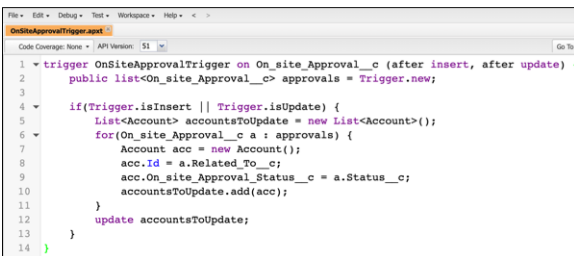 File • Edit • Debug • Test • Workspace • Help • < >
OnSiteApprovalTrigger.apxt
Code Coverage: None • API Version: 51 Go To
1 trigger OnSiteApprovalTrigger on On_site_Approval__c (after insert, after update) {
2 public list<On_site_Approval__c> approvals = Trigger.new;
3
4 if(Trigger.isInsert || Trigger.isUpdate) {
5 List<Account> accountsToUpdate = new List<Account>();
6 for(On_site_Approval__c a : approvals) {
7 Account acc = new Account();
8 acc.Id = a.Related_To__c;
9 acc.On_site_Approval_Status__c = a.Status__c;
10 accountsToUpdate.add(acc);
11 }
12 update accountsToUpdate;
13 }
14 }